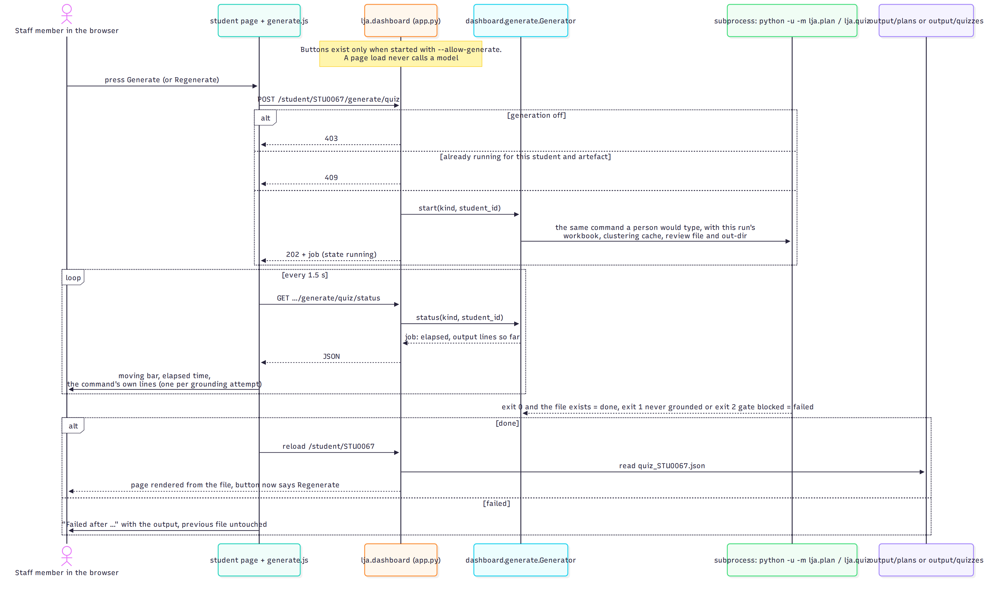 Staff member in the browser
student page + generate.js
lja.dashboard (app.py)
dashboard.generate.Generator
subprocess: python -u -m lja.plan / lja.quiz
output/plans or output/quizzes
Buttons exist only when started with --allow-generate.
A page load never calls a model
press Generate (or Regenerate)
POST /student/STU0067/generate/quiz
alt
[generation off]
403
[already running for this student and artefact]
409
start(kind, student_id)
the same command a person would type, with this run's
workbook, clustering cache, review file and out-dir
202 + job (state running)
loop
[every 1.5 s]
GET .../generate/quiz/status
status(kind, student_id)
job: elapsed, output lines so far
JSON
moving bar, elapsed time,
the command's own lines (one per grounding attempt)
exit 0 and the file exists = done, exit 1 never grounded or exit 2 gate blocked = failed
alt
[done]
reload /student/STU0067
read quiz_STU0067.json
page rendered from the file, button now says Regenerate
[failed]
"Failed after ..." with the output, previous file untouched
Staff member in the browser
student page + generate.js
lja.dashboard (app.py)
dashboard.generate.Generator
subprocess: python -u -m lja.plan / lja.quiz
output/plans or output/quizzes